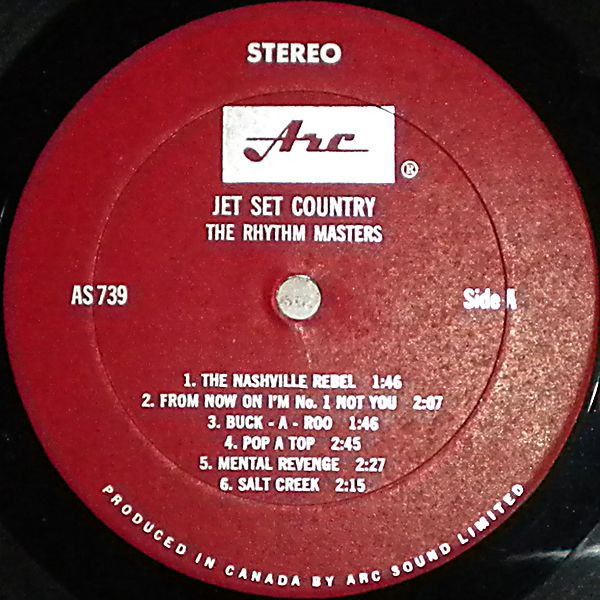 STEREO
Arc
®
JET SET COUNTRY
THE RHYTHM MASTERS
AS 739
Side A
1. THE NASHVILLE REBEL 1:46
2. FROM NOW ON I'M No. 1 NOT YOU 2:07
3. BUCK - A - ROO 1:46
4. POP A TOP 2:45
5. MENTAL REVENGE 2:27
6. SALT CREEK 2:15
PRODUCED IN CANADA BY ARC SOUND LIMITED